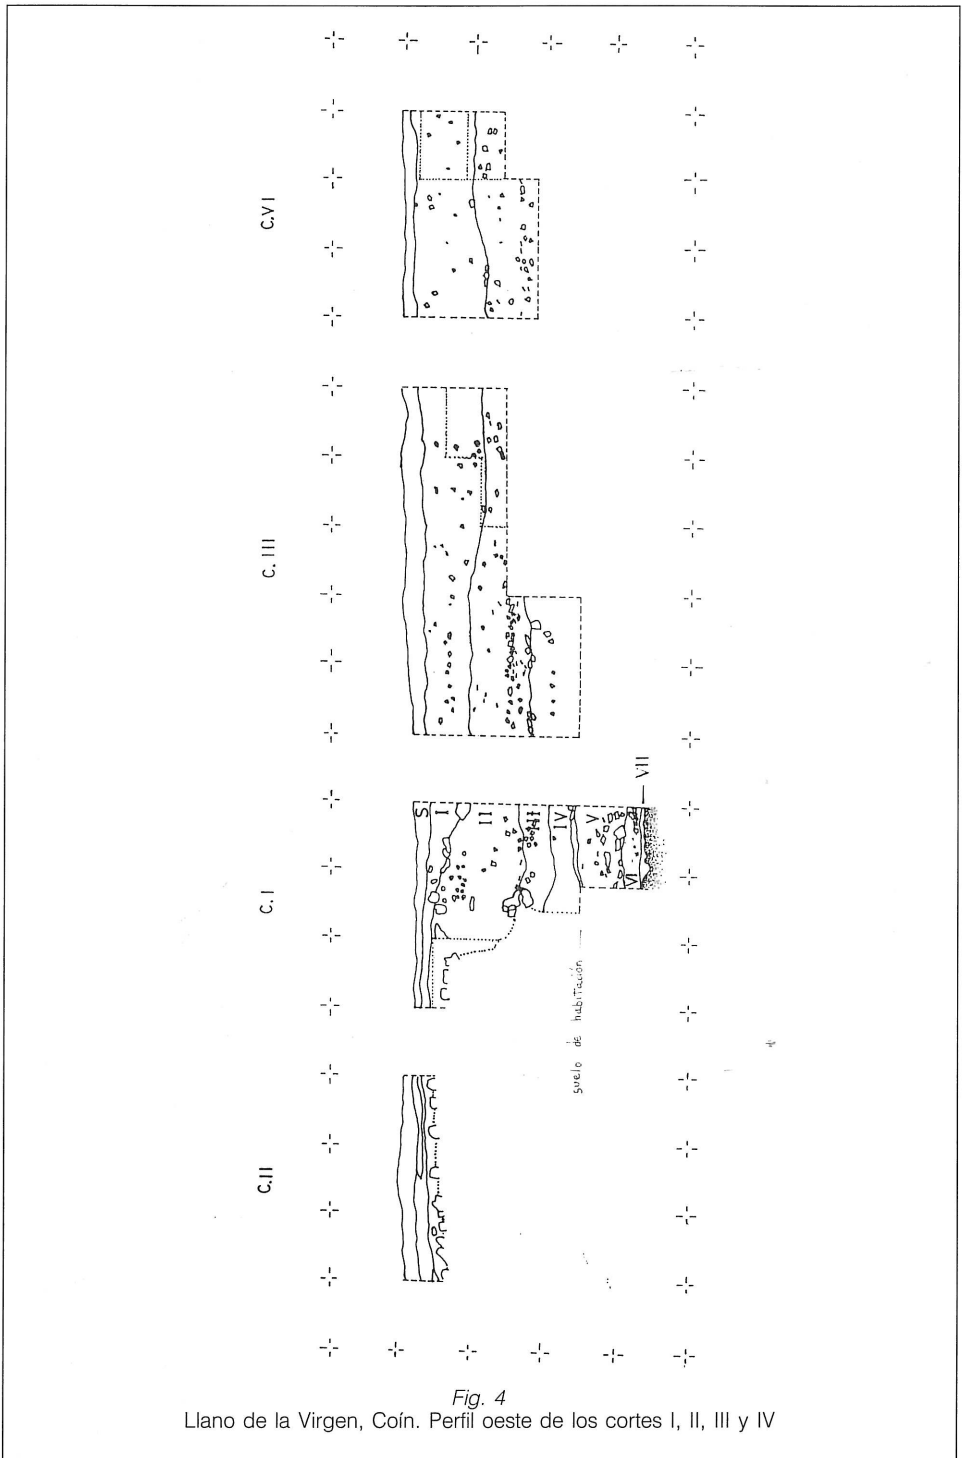 C.VI
C. III
C.I
C.II
S
I
II
III
IV
V
VI
VII
suelo de habitación
Fig. 4
Llano de la Virgen, Coín. Perfil oeste de los cortes I, II, III y IV